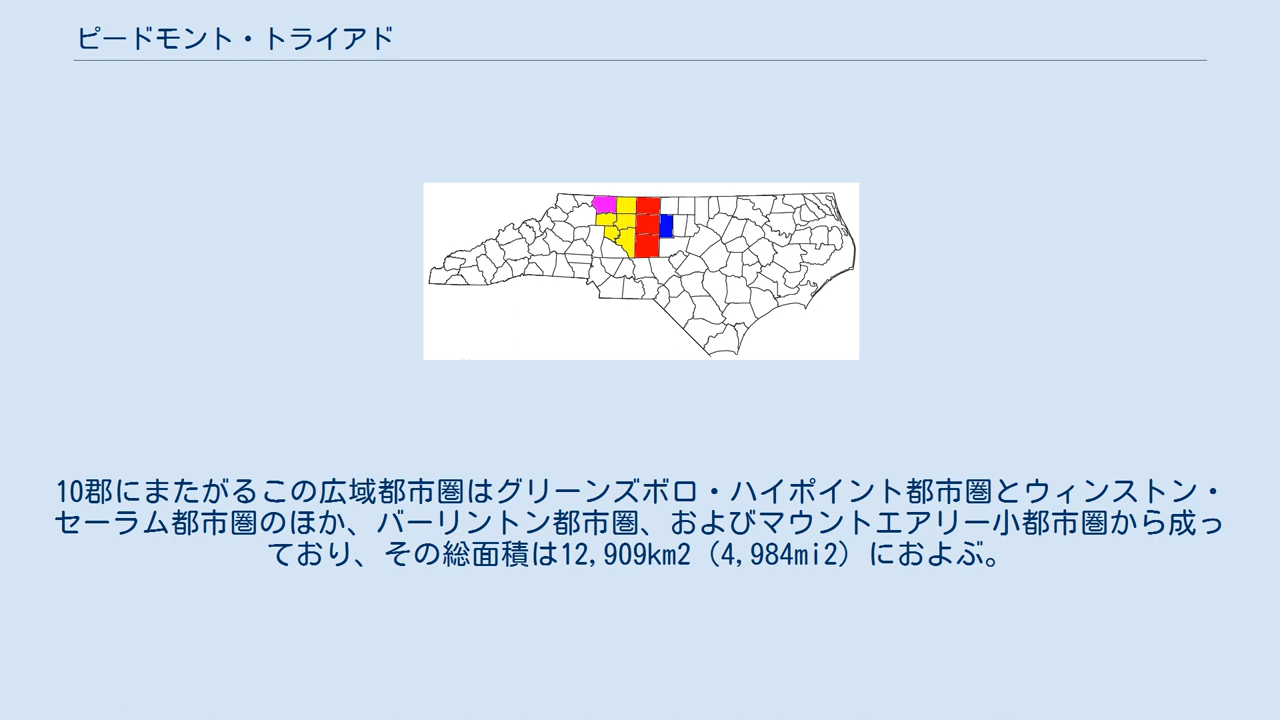 ピードモント・トライアド
10郡にまたがるこの広域都市圏はグリーンズボロ・ハイポイント都市圏とウィンストン・
セーラム都市圏のほか、バーリントン都市圏、およびマウントエアリー小都市圏から成っ
ており、その総面積は12,909km2（4,984mi2）におよぶ。